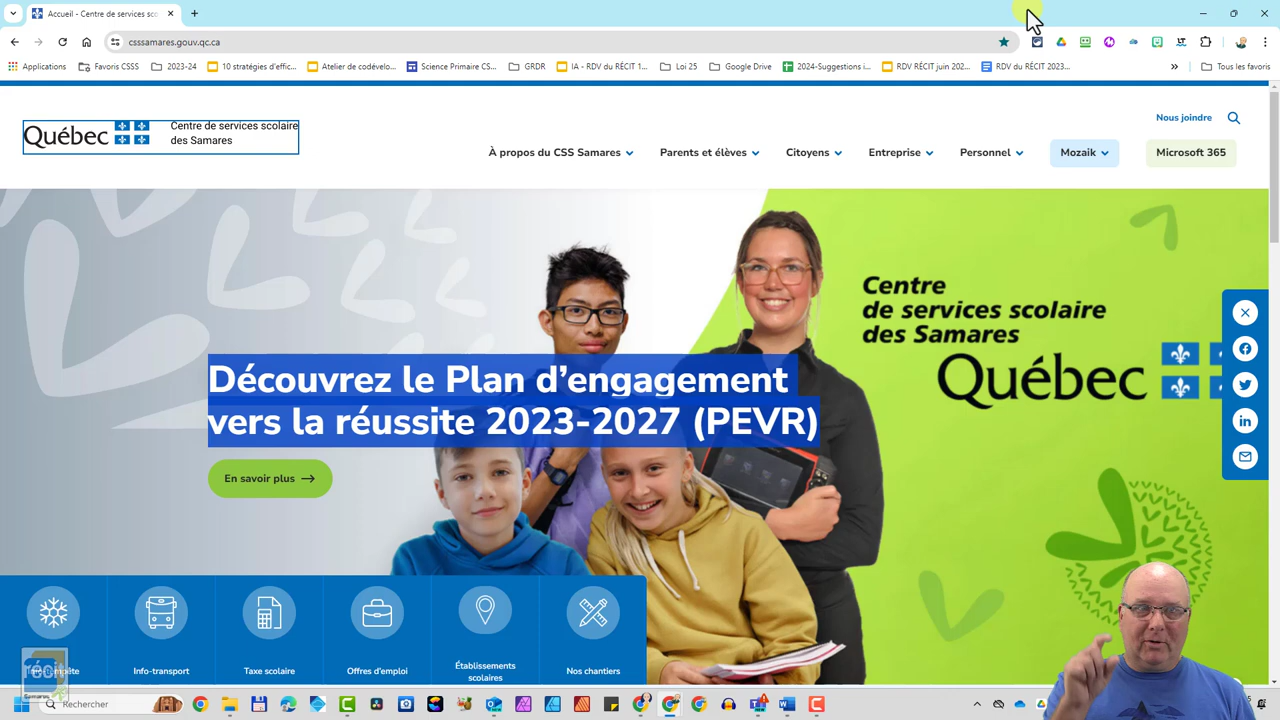 Accueil - Centre de services sc
csssamares.gouv.qc.ca
Applications
Favoris CSSS
2023-24
10 stratégies d'effic...
Atelier de codévelo...
Science Primaire CS...
GRDR
IA - RDV du RÉCIT 1...
Loi 25
Google Drive
2024-Suggestions i...
RDV RÉCIT juin 202...
RDV du RÉCIT 2023...
»
Tous les favoris
Québec
Centre de services scolaire
des Samares
Nous joindre
À propos du CSS Samares
Parents et élèves
Citoyens
Entreprise
Personnel
Mozaik
Microsoft 365
Centre
de services scolaire
des Samares
Québec
Découvrez le Plan d'engagement
vers la réussite 2023-2027 (PEVR)
En savoir plus
Info-transport
Taxe scolaire
Offres d'emploi
Établissements
scolaires
Nos chantiers
Samares
Rechercher